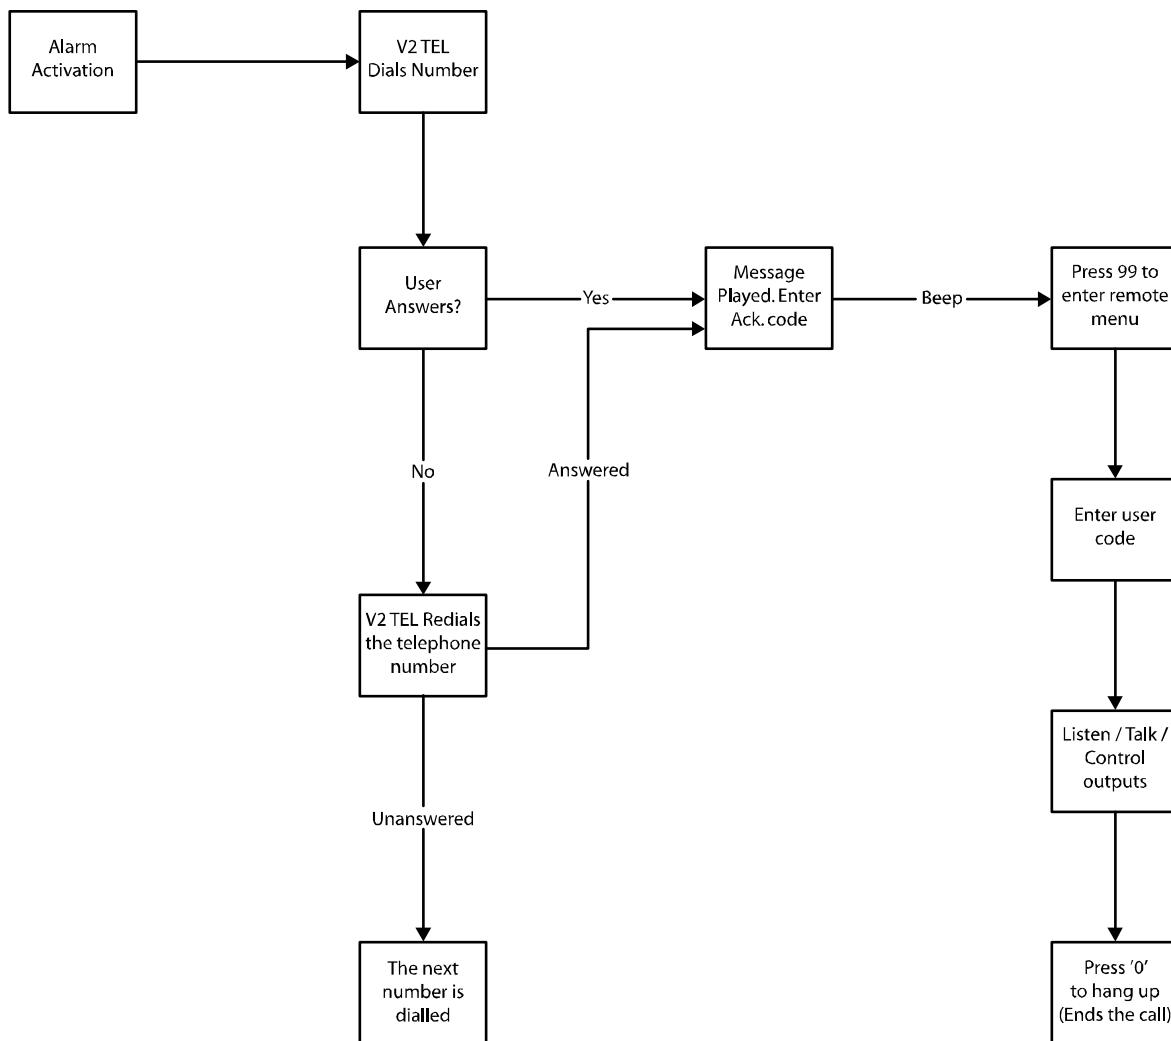 Alarm
Activation
V2 TEL
Dials Number
User
Answers?
Yes
Message
Played. Enter
Ack. code
Beep
Press 99 to
enter remote
menu
No
Answered
Enter user
code
V2 TEL Redials
the telephone
number
Listen / Talk /
Control
outputs
Unanswered
The next
number is
dialled
Press '0'
to hang up
(Ends the call)